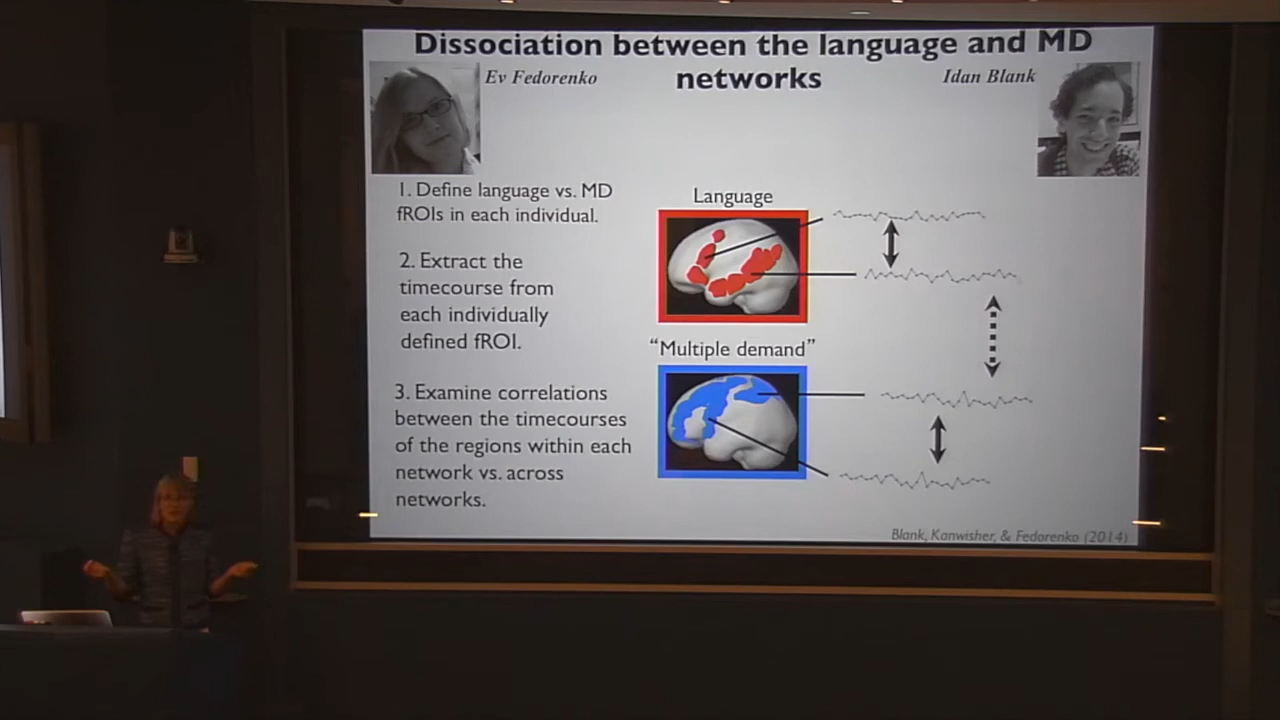 Dissociation between the language and MD
networks
Ev Fedorenko
Idan Blank
1. Define language vs. MD
fROIs in each individual.
2. Extract the
timecourse from
each individually
defined fROI.
3. Examine correlations
between the timecourses
of the regions within each
network vs. across
networks.
Language
“Multiple demand”
Blank, Kanwisher, & Fedorenko (2014)